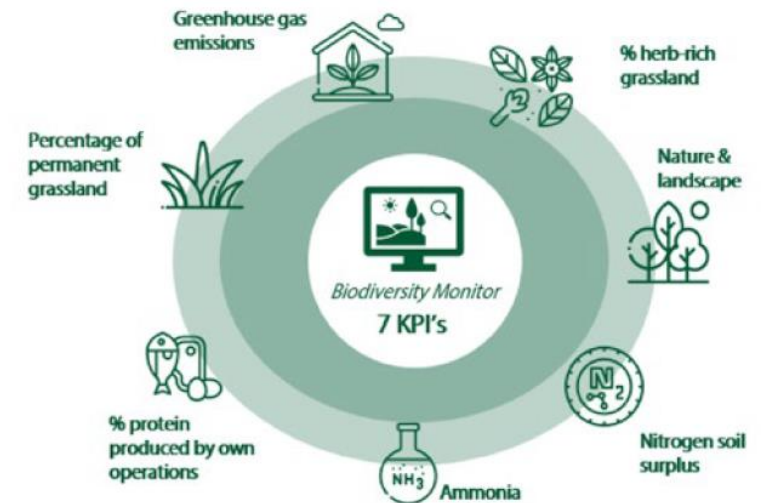 Greenhouse gas
emissions
% herb-rich
grassland
Percentage of
permanent
grassland
Nature &
landscape
Biodiversity Monitor
7 KPI's
N
2
% protein
produced by own
operations
Nitrogen soil
surplus
NH3
Ammonia